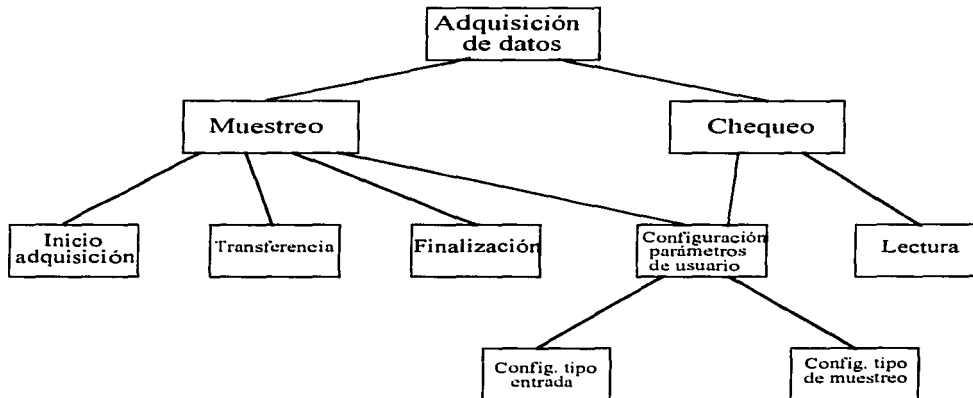 Adquisición
de datos
Muestreo
Chequeo
Inicio
adquisición
Transferencia
Finalización
Configuración
parámetros
de usuario
Lectura
Config. tipo
entrada
Config. tipo
de muestreo